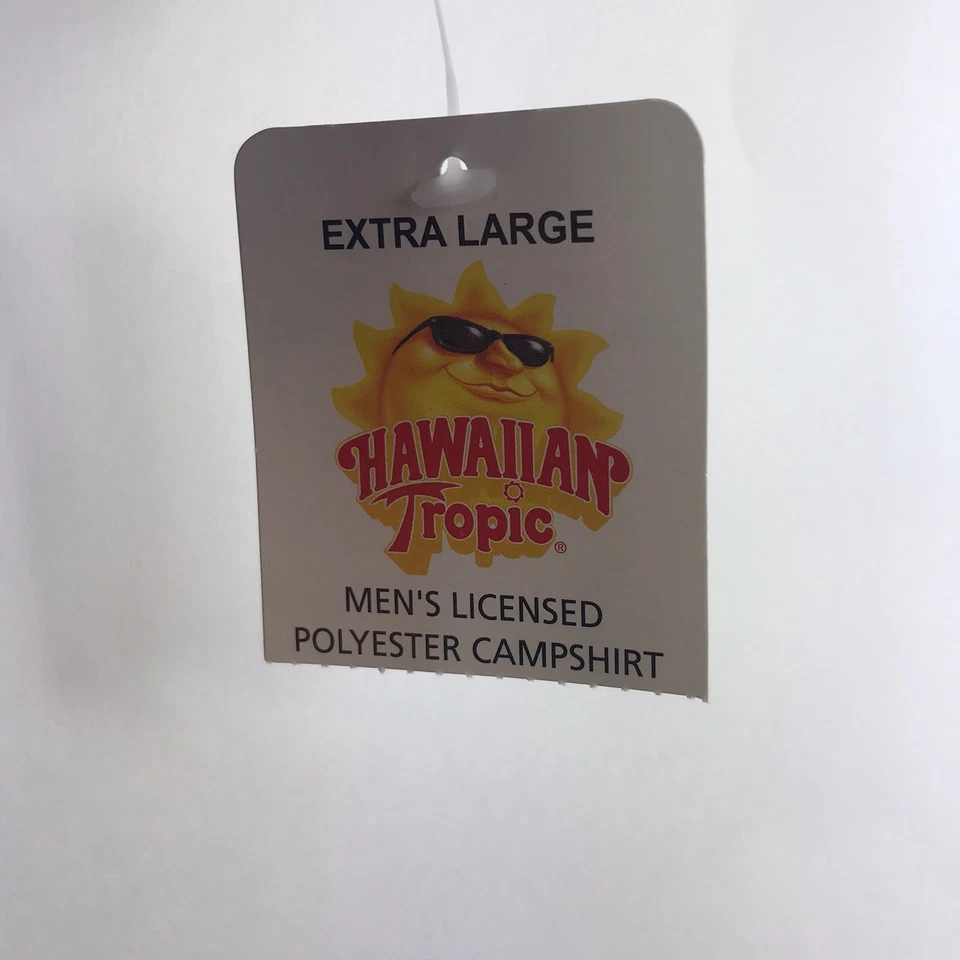 EXTRA LARGE
HAWAIIAN
Tropic®
MEN'S LICENSED
POLYESTER CAMPSHIRT